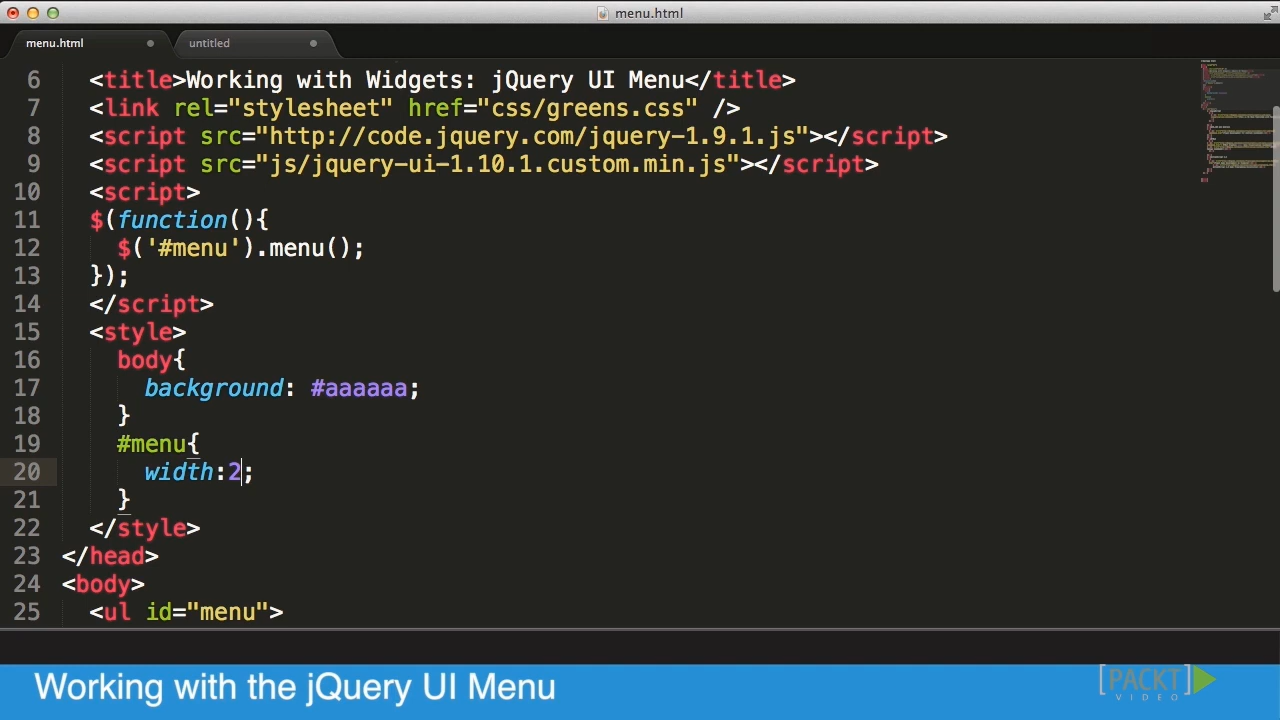 menu.html
menu.html
untitled
6 <title>Working with Widgets: jQuery UI Menu</title>
7 <link rel="stylesheet" href="css/greens.css" />
8 <script src="http://code.jquery.com/jquery-1.9.1.js"></script>
9 <script src="js/jquery-ui-1.10.1.custom.min.js"></script>
10 <script>
11 $(function(){
12 $('#menu').menu();
13 });
14 </script>
15 <style>
16 body{
17 background: #aaaaaa;
18 }
19 #menu{
20 width:2;
21 }
22 </style>
23 </head>
24 <body>
25 <ul id="menu">
Working with the jQuery UI Menu
[PACKT]
VIDEO